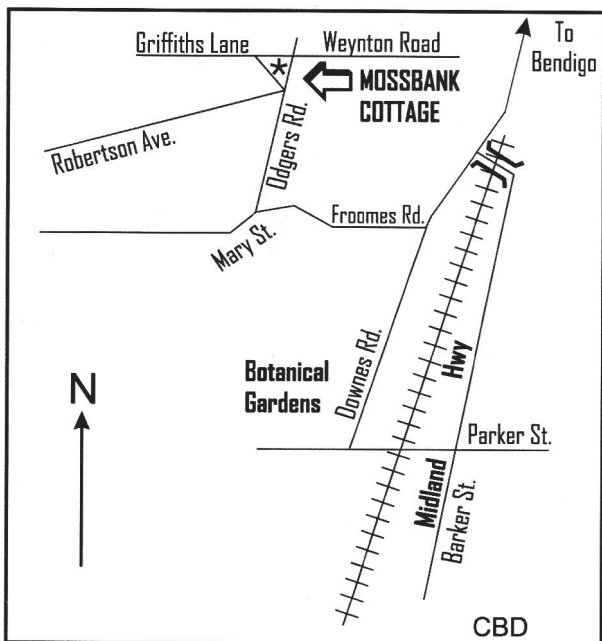 Griffiths Lane
Weynton Road
To
Bendigo
*
MOSSBANK
COTTAGE
Robertson Ave.
Odgers Rd.
Froomes Rd.
Mary St.
Botanical
Gardens
Downes Rd.
Hwy
N
Parker St.
Midland
Barker St.
CBD